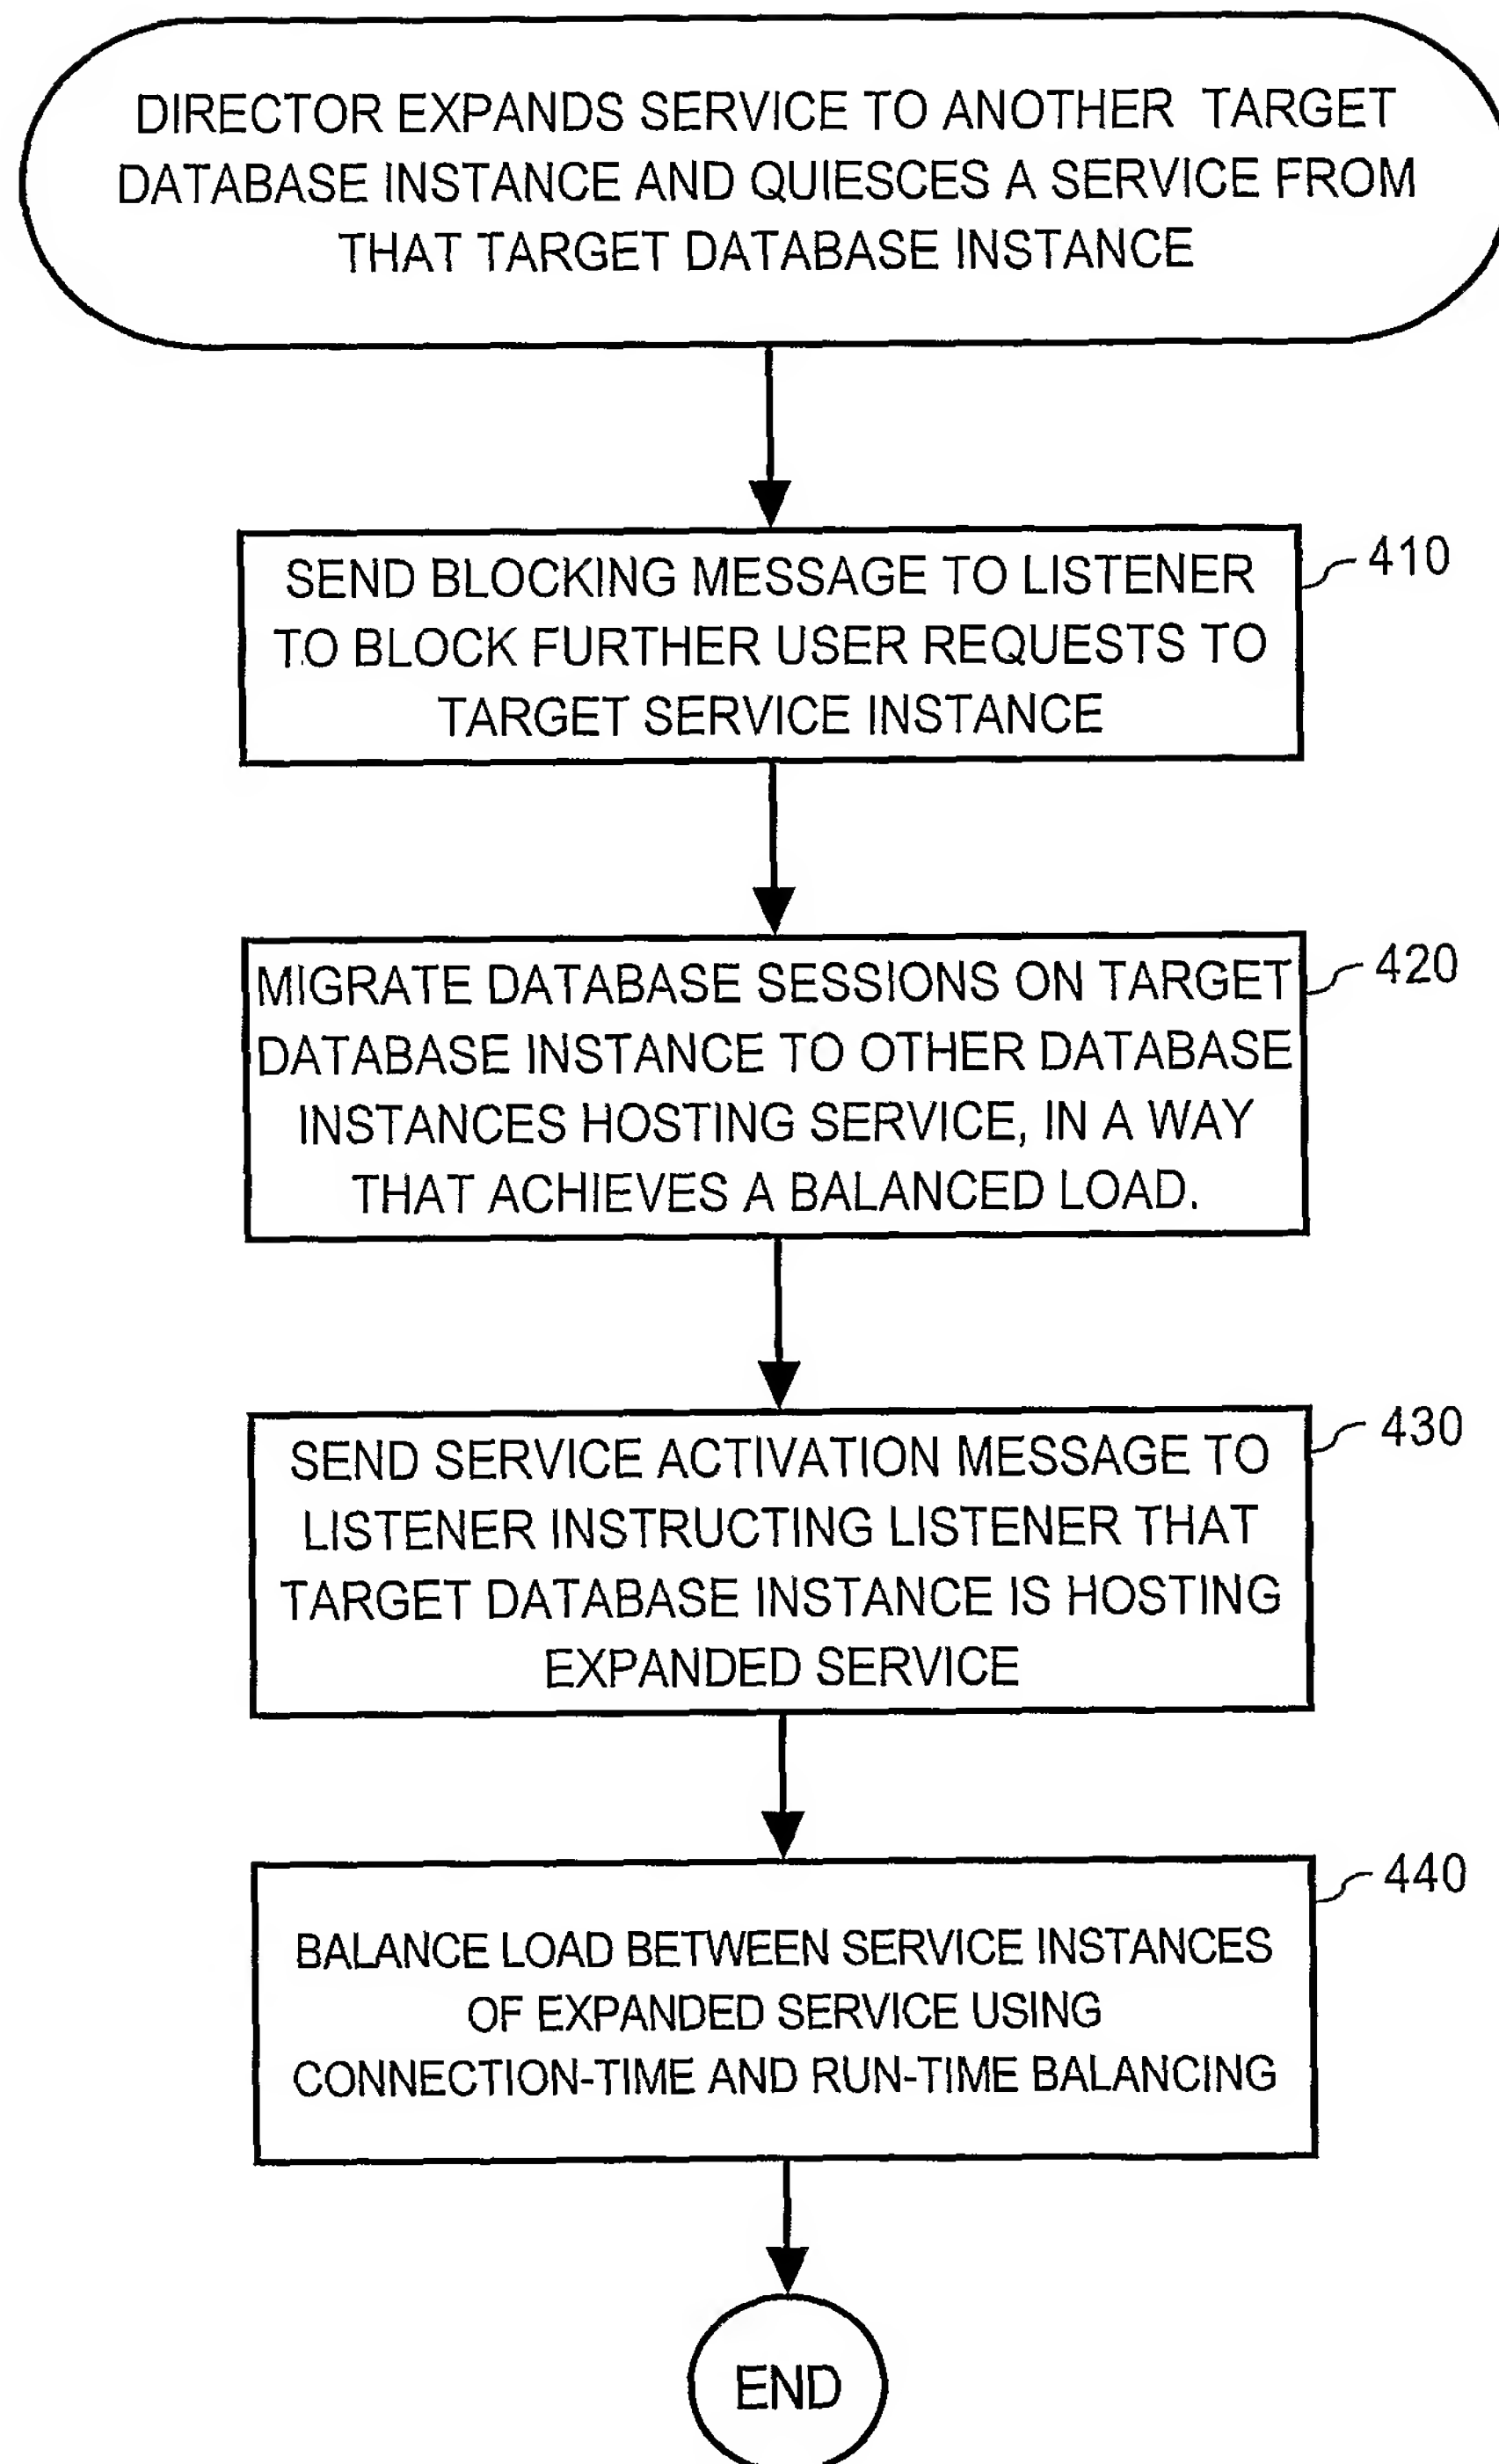 DIRECTOR EXPANDS SERVICE TO ANOTHER TARGET
DATABASE INSTANCE AND QUIESCES A SERVICE FROM
THAT TARGET DATABASE INSTANCE
410
SEND BLOCKING MESSAGE TO LISTENER
TO BLOCK FURTHER USER REQUESTS TO
TARGET SERVICE INSTANCE
420
MIGRATE DATABASE SESSIONS ON TARGET
DATABASE INSTANCE TO OTHER DATABASE
INSTANCES HOSTING SERVICE, IN A WAY
THAT ACHIEVES A BALANCED LOAD.
430
SEND SERVICE ACTIVATION MESSAGE TO
LISTENER INSTRUCTING LISTENER THAT
TARGET DATABASE INSTANCE IS HOSTING
EXPANDED SERVICE
440
BALANCE LOAD BETWEEN SERVICE INSTANCES
OF EXPANDED SERVICE USING
CONNECTION-TIME AND RUN-TIME BALANCING
END